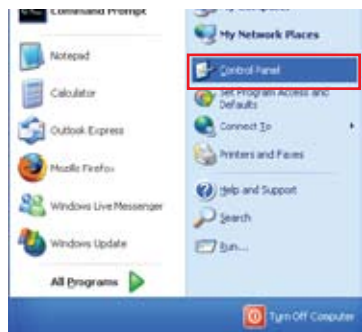 Command Prompt
Notepad
Calculator
Outlook Express
Mozilla Firefox
Windows Live Messenger
Windows Update
All Programs
My Network Places
Control Panel
Set Program Access and
Defaults
Connect To
Printers and Faxes
Help and Support
Search
Run...
Turn Off Computer